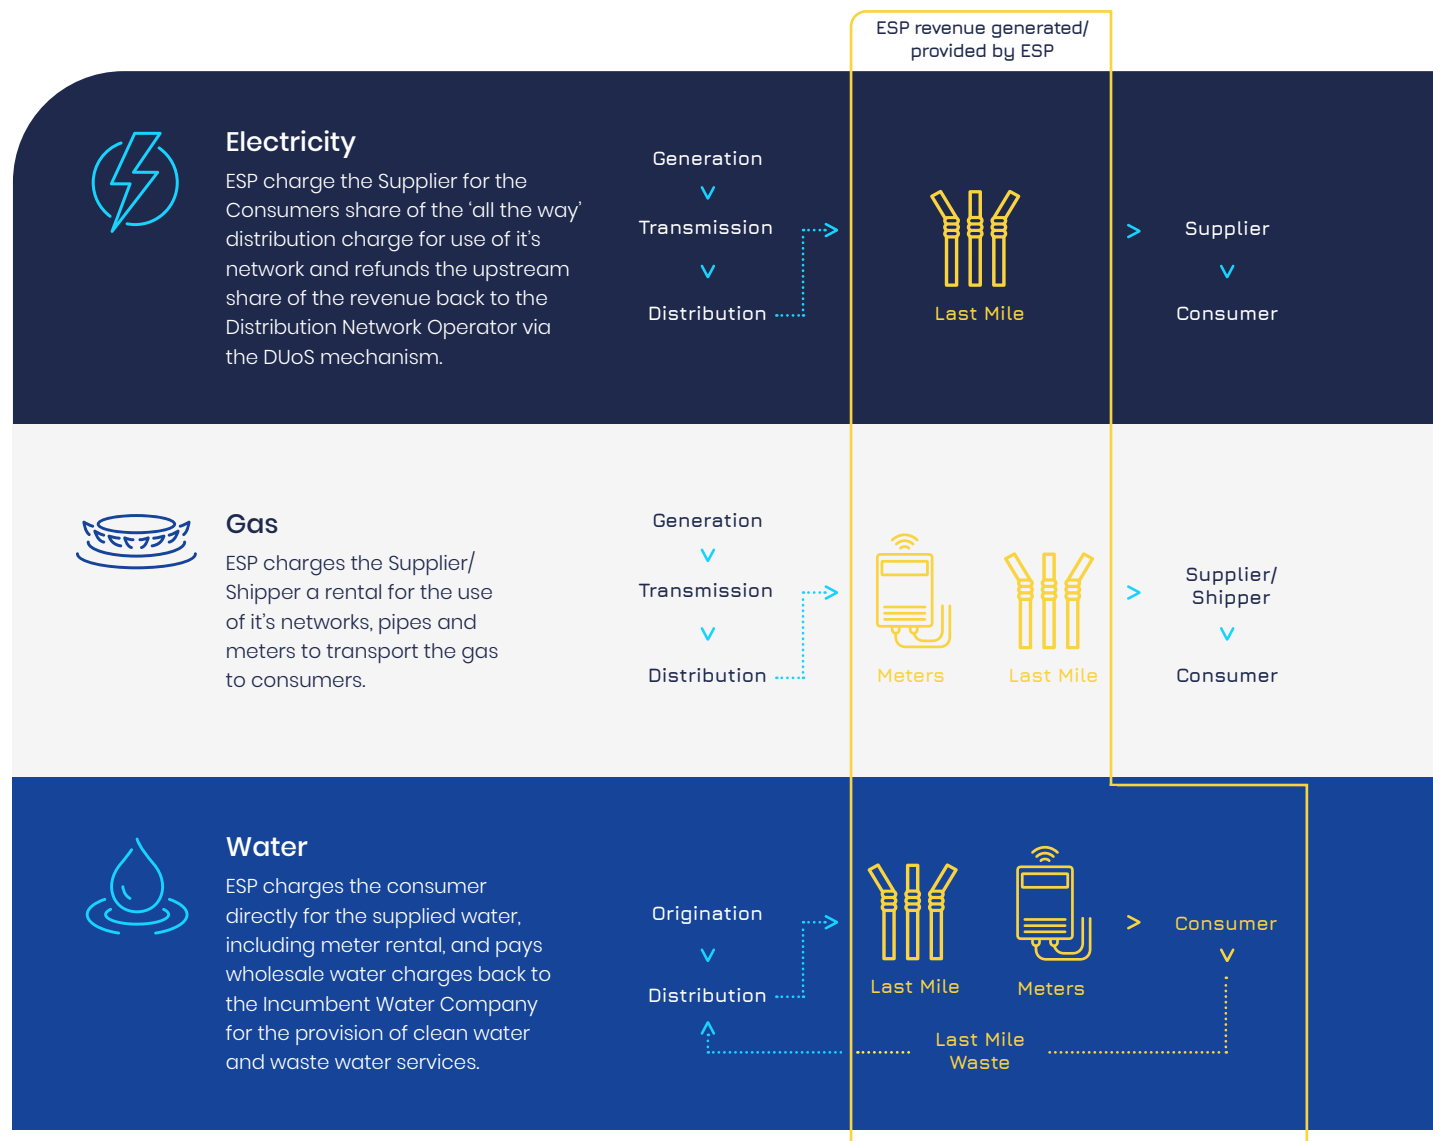 ESP revenue generated/
provided by ESP
Electricity
ESP charge the Supplier for the
Consumers share of the ‘all the way’
distribution charge for use of it’s
network and refunds the upstream
share of the revenue back to the
Distribution Network Operator via
the DUoS mechanism.
Generation
Transmission
Distribution
Last Mile
Supplier
Consumer
Gas
ESP charges the Supplier/
Shipper a rental for the use
of it’s networks, pipes and
meters to transport the gas
to consumers.
Generation
Transmission
Distribution
Meters
Last Mile
Supplier/
Shipper
Consumer
Water
ESP charges the consumer
directly for the supplied water,
including meter rental, and pays
wholesale water charges back to
the Incumbent Water Company
for the provision of clean water
and waste water services.
Origination
Distribution
Last Mile
Meters
Consumer
Last Mile
Waste